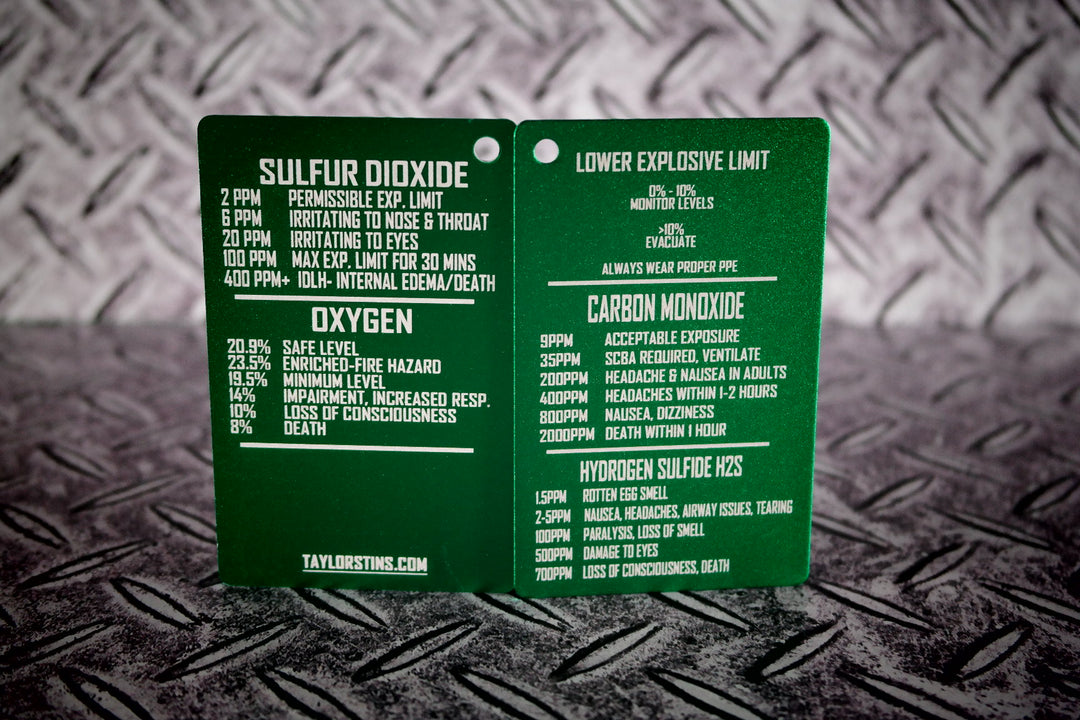 SULFUR DIOXIDE
2 PPM PERMISSIBLE EXP. LIMIT
6 PPM IRRITATING TO NOSE & THROAT
20 PPM IRRITATING TO EYES
100 PPM MAX EXP. LIMIT FOR 30 MINS
400 PPM+ IDLH- INTERNAL EDEMA/DEATH
OXYGEN
20.9% SAFE LEVEL
23.5% ENRICHED-FIRE HAZARD
19.5% MINIMUM LEVEL
14% IMPAIRMENT, INCREASED RESP.
10% LOSS OF CONSCIOUSNESS
8% DEATH
TAYLORSTINS.COM
LOWER EXPLOSIVE LIMIT
0% - 10%
MONITOR LEVELS
>10%
EVACUATE
ALWAYS WEAR PROPER PPE
CARBON MONOXIDE
9PPM ACCEPTABLE EXPOSURE
35PPM SCBA REQUIRED, VENTILATE
200PPM HEADACHE & NAUSEA IN ADULTS
400PPM HEADACHES WITHIN 1-2 HOURS
800PPM NAUSEA, DIZZINESS
2000PPM DEATH WITHIN 1 HOUR
HYDROGEN SULFIDE H2S
1.5PPM ROTTEN EGG SMELL
2-5PPM NAUSEA, HEADACHES, AIRWAY ISSUES, TEARING
100PPM PARALYSIS, LOSS OF SMELL
500PPM DAMAGE TO EYES
700PPM LOSS OF CONSCIOUSNESS, DEATH